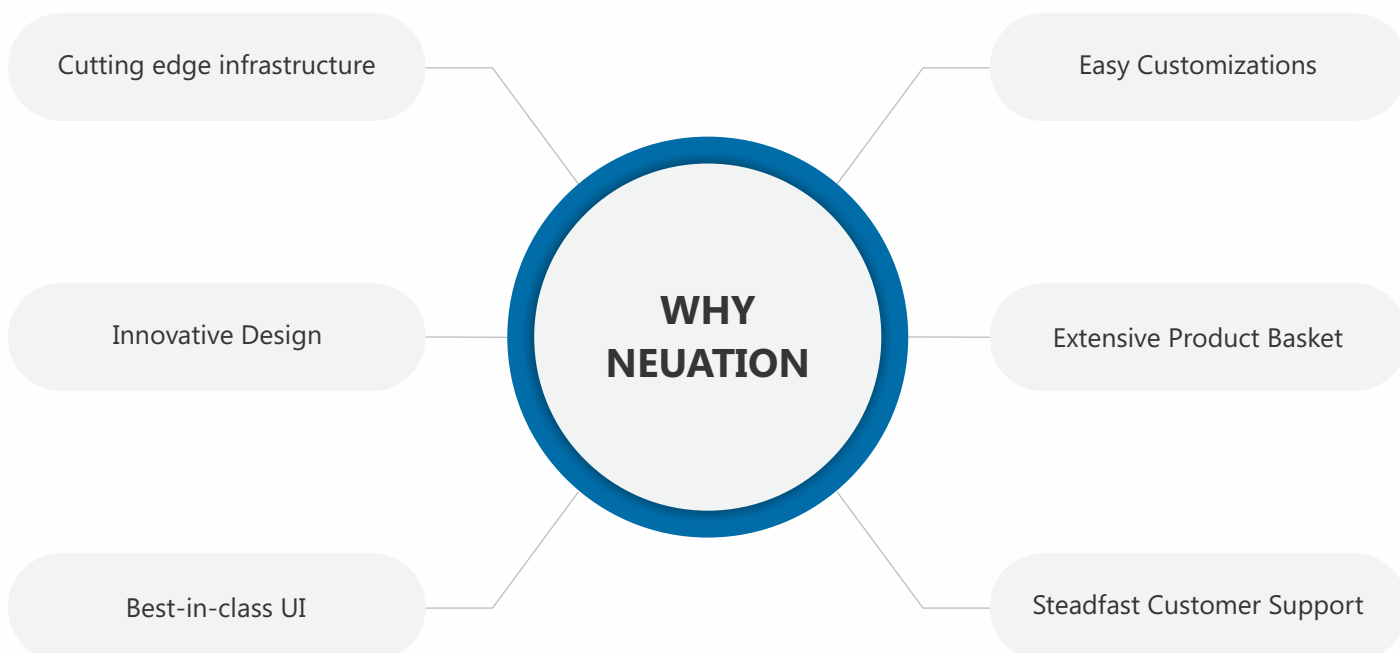 Cutting edge infrastructure
Easy Customizations
WHY
NEUATION
Innovative Design
Extensive Product Basket
Best-in-class UI
Steadfast Customer Support